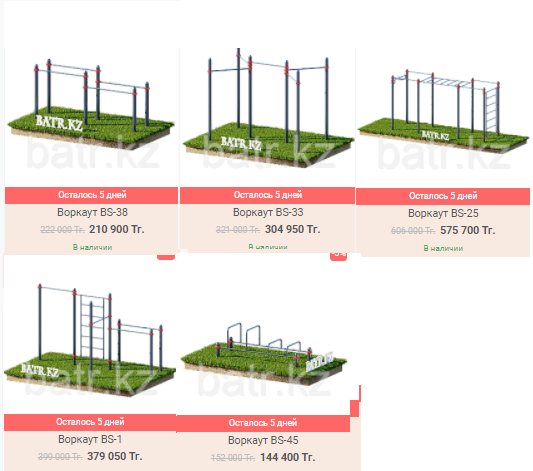 BATR.KZ
batr.kz
Осталось 5 дней
Воркаут BS-38
222 000 Тг. 210 900 Тг.
В наличии
BATR.KZ
batr.kz
Осталось 5 дней
Воркаут BS-33
321 000 Тг. 304 950 Тг.
В наличии
BATR.KZ
batr.kz
Осталось 5 дней
Воркаут BS-25
606 000 Тг. 575 700 Тг.
В наличии
BATR.KZ
batr.kz
Осталось 5 дней
Воркаут BS-1
399 000 Тг. 379 050 Тг.
BATR.KZ
batr.kz
Осталось 5 дней
Воркаут BS-45
152 000 Тг. 144 400 Тг.